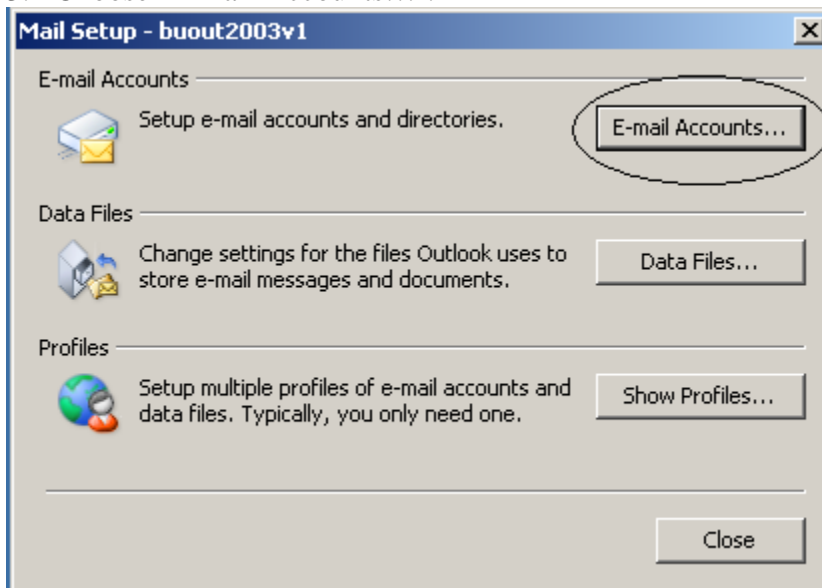 Mail Setup - buout2003v1
E-mail Accounts
Setup e-mail accounts and directories.
E-mail Accounts...
Data Files
Change settings for the files Outlook uses to
store e-mail messages and documents.
Data Files...
Profiles
Setup multiple profiles of e-mail accounts and
data files. Typically, you only need one.
Show Profiles...
Close